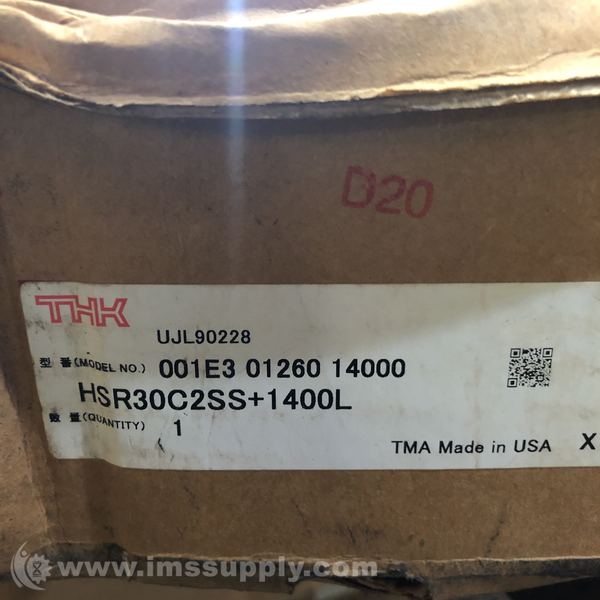 D20
THK
UJL90228
型 番(MODEL NO.) 001E3 01260 14000
HSR30C2SS+1400L
数 量(QUANTITY) 1
TMA Made in USA X
www.imssupply.com